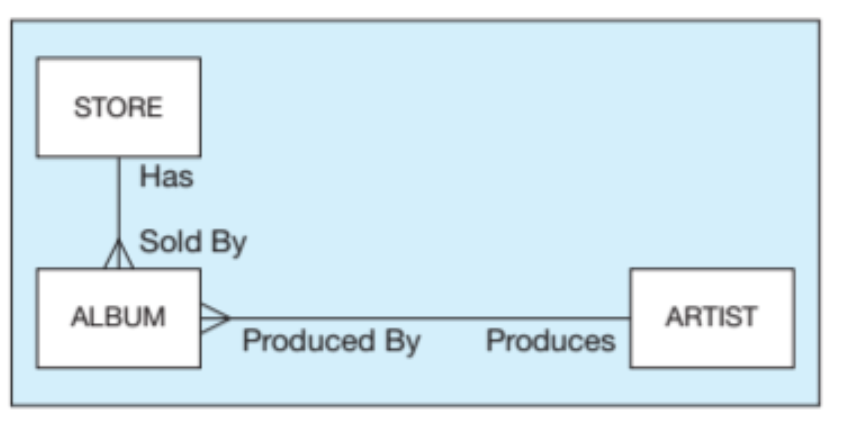 STORE
Has
Sold By
ALBUM
ARTIST
Produced By
Produces